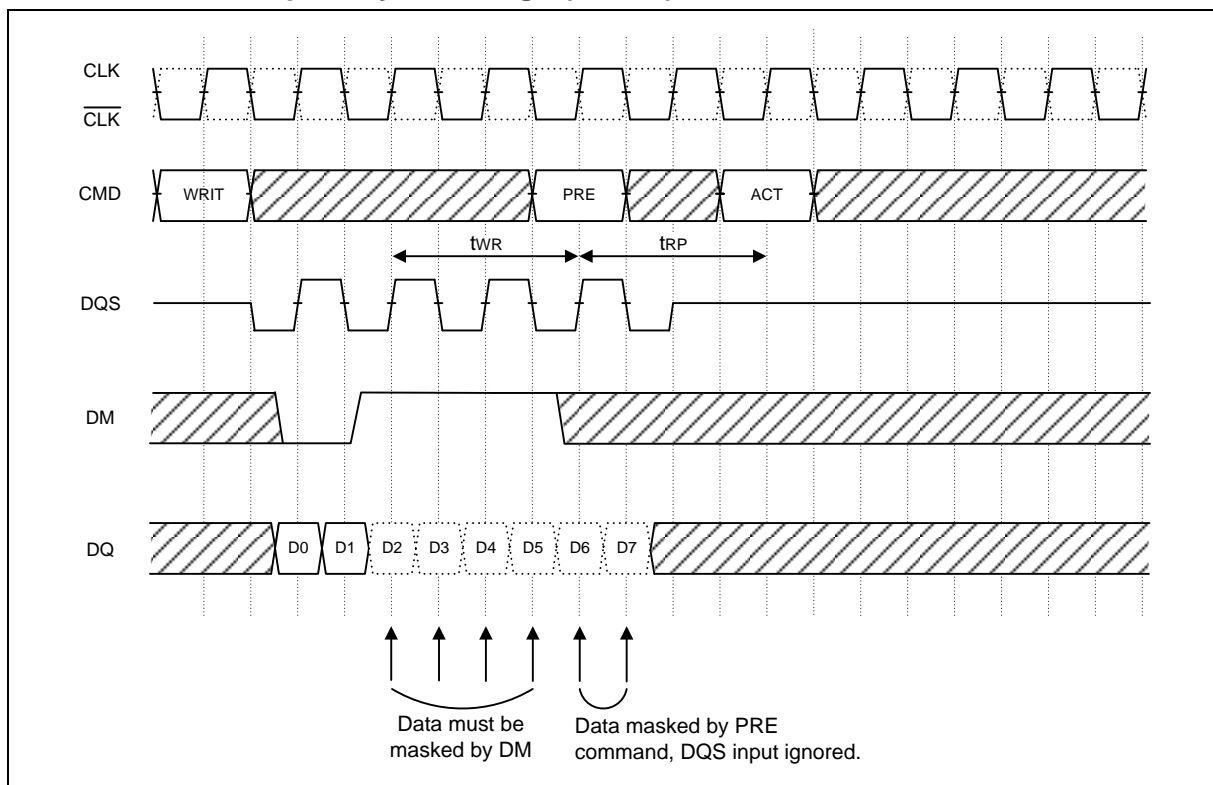 CLK
CLK
CMD WRIT PRE ACT
tWR tRP
DQS
DM
DQ D0 D1 D2 D3 D4 D5 D6 D7
Data must be Data masked by PRE
masked by DM command, DQS input ignored.